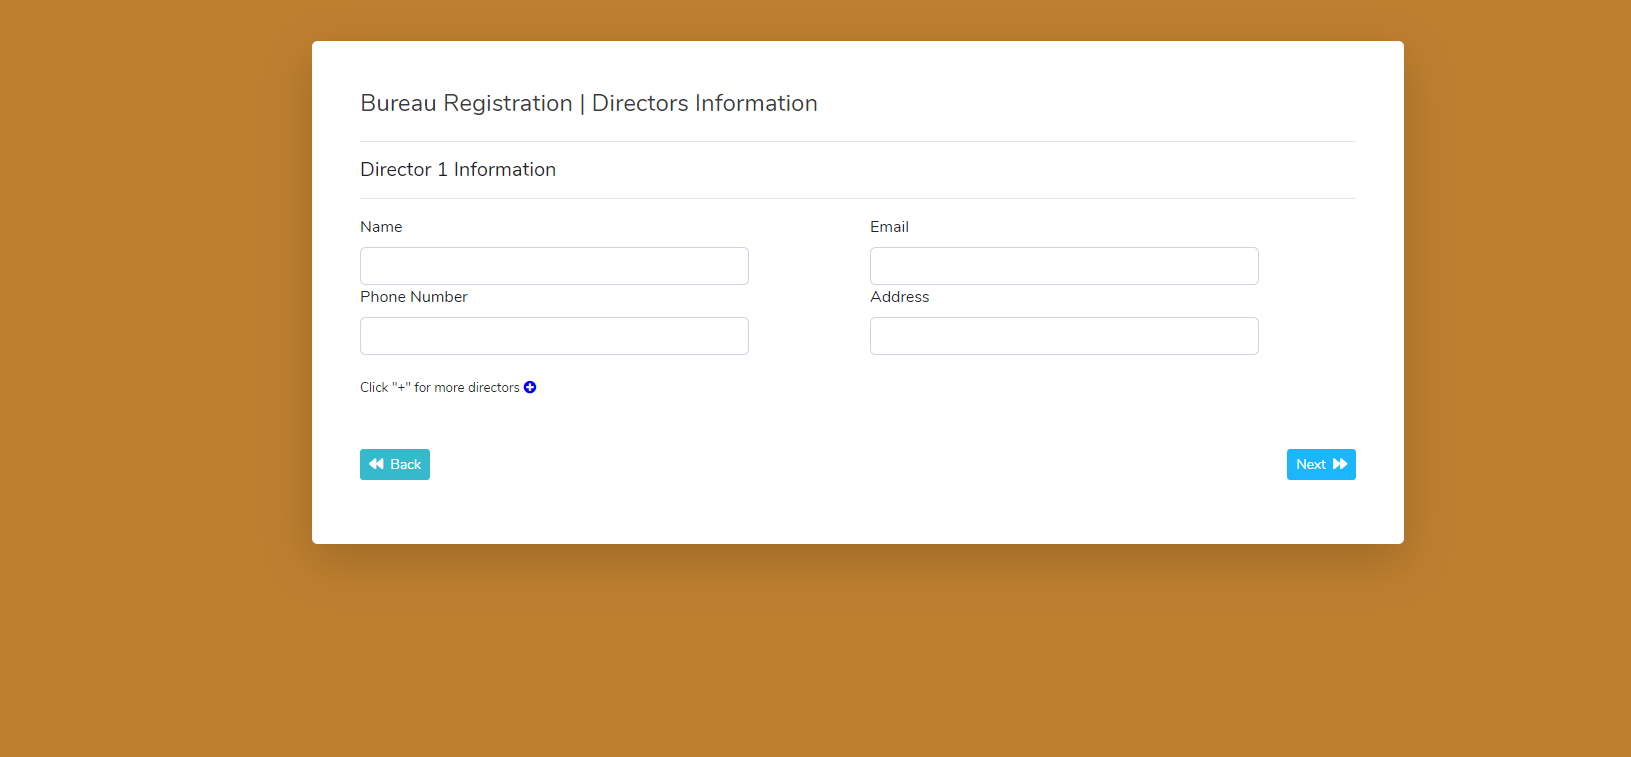 Bureau Registration | Directors Information
Director 1 Information
Name
Email
Phone Number
Address
Click "+" for more directors
Back
Next